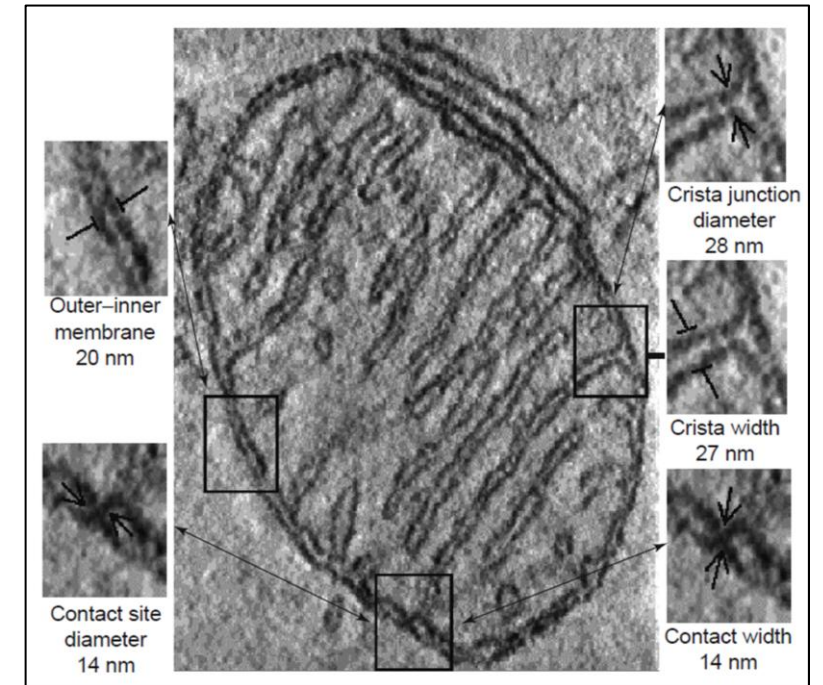 Outer–inner
membrane
20 nm
Contact site
diameter
14 nm
Crista junction
diameter
28 nm
Crista width
27 nm
Contact width
14 nm